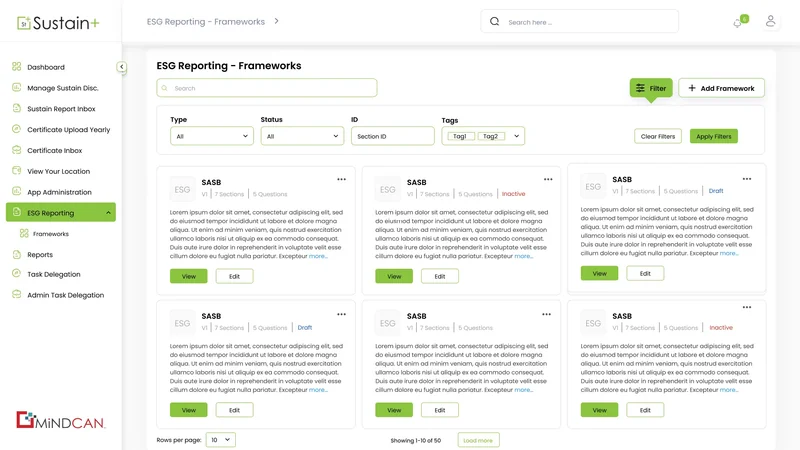 SI Sustain+
ESG Reporting - Frameworks >
Search here ...
Dashboard
Manage Sustain Disc.
Sustain Report Inbox
Certificate Upload Yearly
Certificate Inbox
View Your Location
App Administration
ESG Reporting
Frameworks
Reports
Task Delegation
Admin Task Delegation
MiNDCAN
ESG Reporting - Frameworks
Search
Filter
+ Add Framework
Type
Status
ID
Tags
All
All
Section ID
Tag1
Tag2
Clear Filters
Apply Filters
ESG
SASB
V1 | 7 Sections | 5 Questions
Lorem ipsum dolor sit amet, consectetur adipiscing elit, sed
do eiusmod tempor incididunt ut labore et dolore magna
aliqua. Ut enim ad minim veniam, quis nostrud exercitation
ullamco laboris nisi ut aliquip ex ea commodo consequat.
Duis aute irure dolor in reprehenderit in voluptate velit esse
cillum dolore eu fugiat nulla pariatur. Excepteur more...
View
Edit
ESG
SASB
V1 | 7 Sections | 5 Questions | Inactive
Lorem ipsum dolor sit amet, consectetur adipiscing elit, sed
do eiusmod tempor incididunt ut labore et dolore magna
aliqua. Ut enim ad minim veniam, quis nostrud exercitation
ullamco laboris nisi ut aliquip ex ea commodo consequat.
Duis aute irure dolor in reprehenderit in voluptate velit esse
cillum dolore eu fugiat nulla pariatur. Excepteur more...
View
Edit
ESG
SASB
V1 | 7 Sections | 5 Questions | Draft
Lorem ipsum dolor sit amet, consectetur adipiscing elit, sed
do eiusmod tempor incididunt ut labore et dolore magna
aliqua. Ut enim ad minim veniam, quis nostrud exercitation
ullamco laboris nisi ut aliquip ex ea commodo consequat.
Duis aute irure dolor in reprehenderit in voluptate velit esse
cillum dolore eu fugiat nulla pariatur. Excepteur more...
View
Edit
ESG
SASB
V1 | 7 Sections | 5 Questions | Draft
Lorem ipsum dolor sit amet, consectetur adipiscing elit, sed
do eiusmod tempor incididunt ut labore et dolore magna
aliqua. Ut enim ad minim veniam, quis nostrud exercitation
ullamco laboris nisi ut aliquip ex ea commodo consequat.
Duis aute irure dolor in reprehenderit in voluptate velit esse
cillum dolore eu fugiat nulla pariatur. Excepteur more...
View
Edit
ESG
SASB
V1 | 7 Sections | 5 Questions
Lorem ipsum dolor sit amet, consectetur adipiscing elit, sed
do eiusmod tempor incididunt ut labore et dolore magna
aliqua. Ut enim ad minim veniam, quis nostrud exercitation
ullamco laboris nisi ut aliquip ex ea commodo consequat.
Duis aute irure dolor in reprehenderit in voluptate velit esse
cillum dolore eu fugiat nulla pariatur. Excepteur more...
View
Edit
ESG
SASB
V1 | 7 Sections | 5 Questions | Inactive
Lorem ipsum dolor sit amet, consectetur adipiscing elit, sed
do eiusmod tempor incididunt ut labore et dolore magna
aliqua. Ut enim ad minim veniam, quis nostrud exercitation
ullamco laboris nisi ut aliquip ex ea commodo consequat.
Duis aute irure dolor in reprehenderit in voluptate velit esse
cillum dolore eu fugiat nulla pariatur. Excepteur more...
View
Edit
Rows per page: 10
Showing 1-10 of 50
Load more